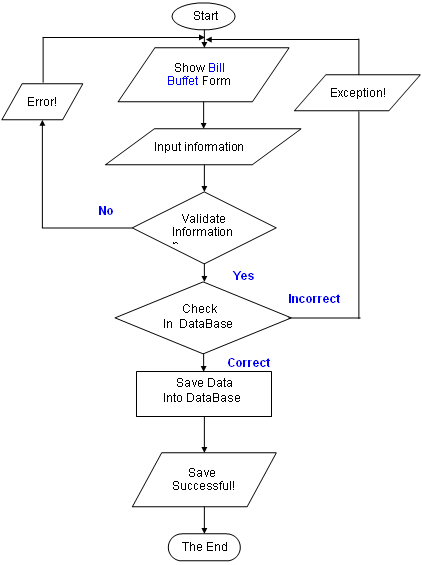 Start
Show Bill
Buffet Form
Error!
Exception!
Input information
No
Validate
Information
Yes
Check
In DataBase
Incorrect
Correct
Save Data
Into DataBase
Save
Successful!
The End